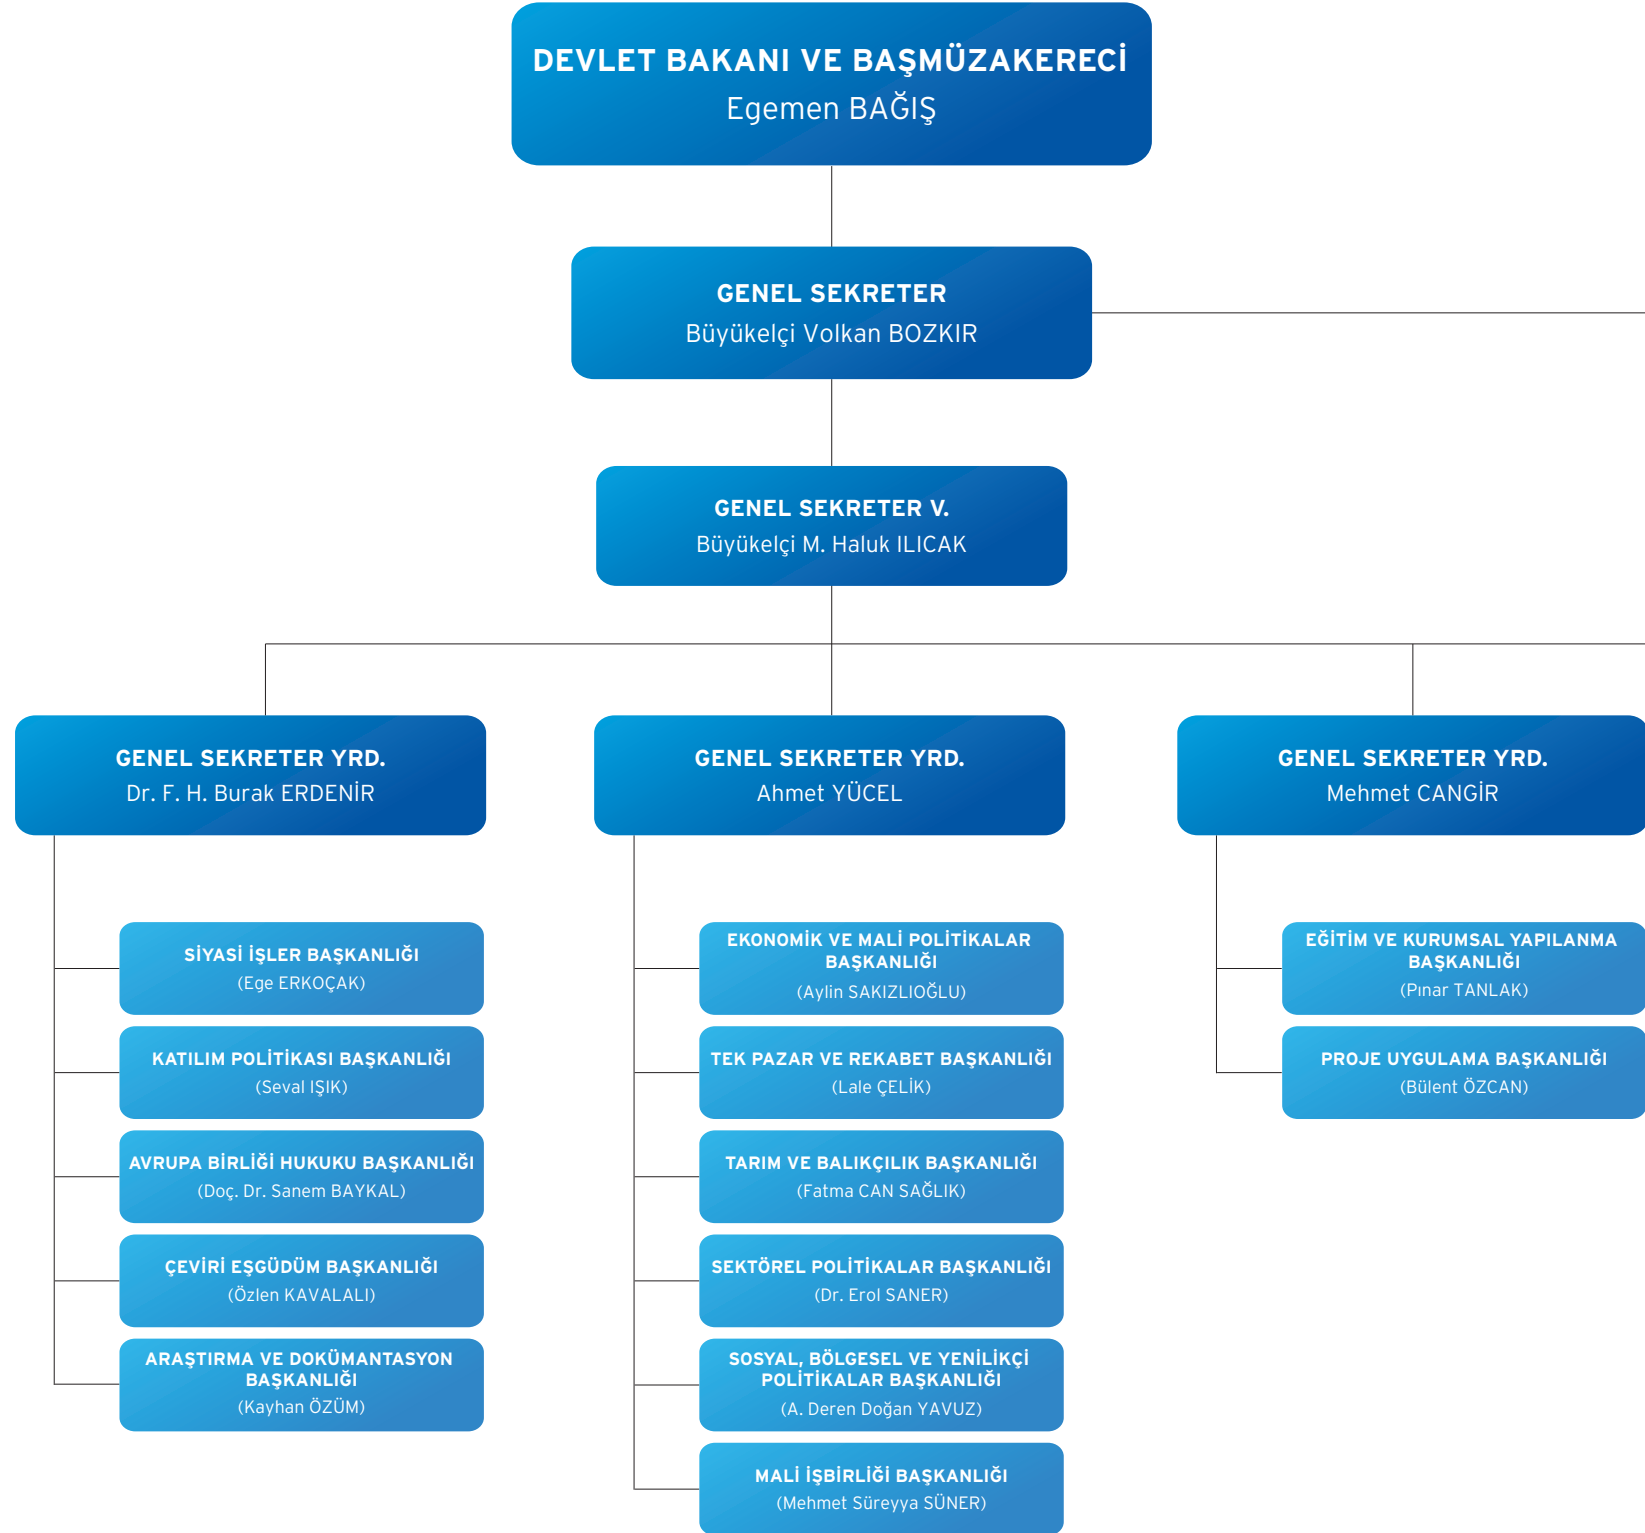 DEVLET BAKANI VE BAŞMÜZAKERECİ
Egemen BAĞIŞ
GENEL SEKRETER
Büyükelçi Volkan BOZKIR
GENEL SEKRETER V.
Büyükelçi M. Haluk ILICAK
GENEL SEKRETER YRD.
Dr. F. H. Burak ERDENİR
SİYASİ İŞLER BAŞKANLIĞI
(Ege ERKOÇAK)
KATILIM POLİTİKASI BAŞKANLIĞI
(Seval IŞIK)
AVRUPA BİRLİĞİ HUKUKU BAŞKANLIĞI
(Doç. Dr. Sanem BAYKAL)
ÇEVİRİ EŞGÜDÜM BAŞKANLIĞI
(Özlen KAVALALI)
ARAŞTIRMA VE DOKÜMANTASYON
BAŞKANLIĞI
(Kayhan ÖZÜM)
GENEL SEKRETER YRD.
Ahmet YÜCEL
EKONOMİK VE MALİ POLİTİKALAR
BAŞKANLIĞI
(Aylin SAKIZLIOĞLU)
TEK PAZAR VE REKABET BAŞKANLIĞI
(Lale ÇELİK)
TARIM VE BALIKÇILIK BAŞKANLIĞI
(Fatma CAN SAĞLIK)
SEKTÖREL POLİTİKALAR BAŞKANLIĞI
(Dr. Erol SANER)
SOSYAL, BÖLGESEL VE YENİLİKÇİ
POLİTİKALAR BAŞKANLIĞI
(A. Deren Doğan YAVUZ)
MALİ İŞBİRLİĞİ BAŞKANLIĞI
(Mehmet Süreyya SÜNER)
GENEL SEKRETER YRD.
Mehmet CANGİR
EĞİTİM VE KURUMSAL YAPILANMA
BAŞKANLIĞI
(Pınar TANLAK)
PROJE UYGULAMA BAŞKANLIĞI
(Bülent ÖZCAN)